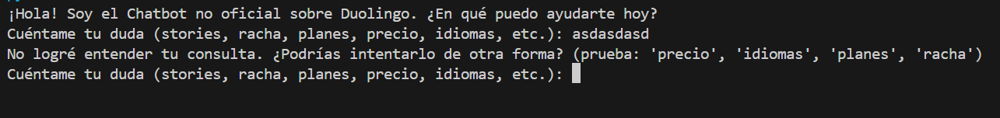 ¡Hola! Soy el Chatbot no oficial sobre Duolingo. ¿En qué puedo ayudarte hoy?
Cuéntame tu duda (stories, racha, planes, precio, idiomas, etc.): asdasdasd
No logré entender tu consulta. ¿Podrías intentarlo de otra forma? (prueba: 'precio', 'idiomas', 'planes', 'racha')
Cuéntame tu duda (stories, racha, planes, precio, idiomas, etc.):